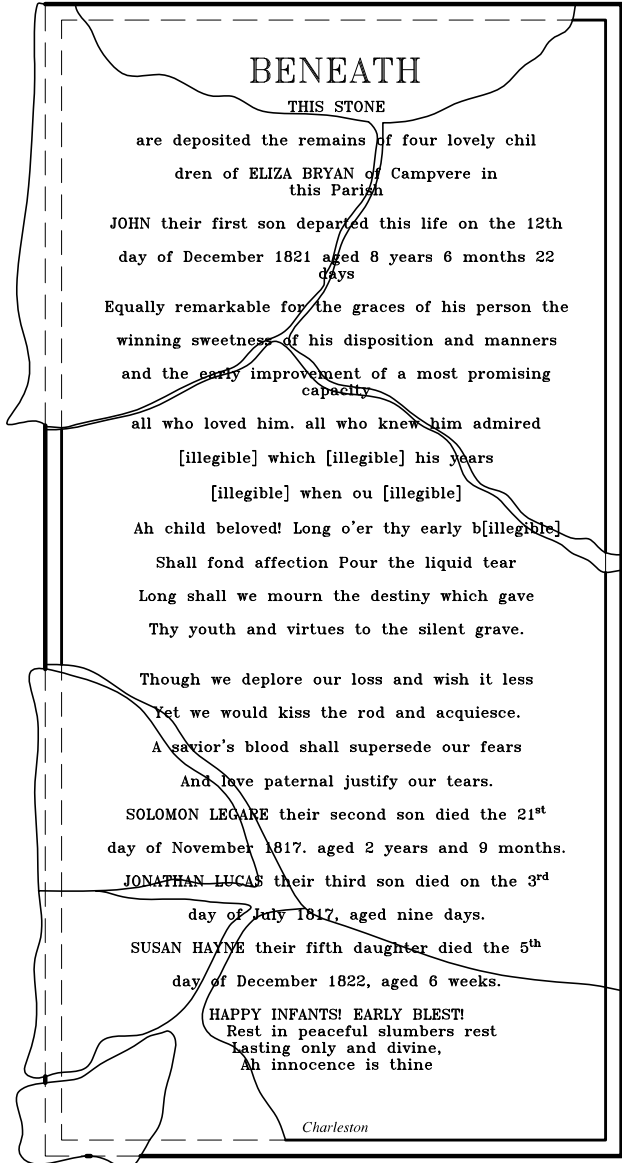 BENEATH
THIS STONE
are deposited the remains of four lovely chil
dren of ELIZA BRYAN of Campvere in
this Parish
JOHN their first son departed this life on the 12th
day of December 1821 aged 8 years 6 months 22
days
Equally remarkable for the graces of his person the
winning sweetness of his disposition and manners
and the early improvement of a most promising
capacity
all who loved him. all who knew him admired
[illegible] which [illegible] his years
[illegible] when ou [illegible]
Ah child beloved! Long o'er thy early b[illegible]
Shall fond affection Pour the liquid tear
Long shall we mourn the destiny which gave
Thy youth and virtues to the silent grave.
Though we deplore our loss and wish it less
Yet we would kiss the rod and acquiesce.
A savior's blood shall supersede our fears
And love paternal justify our tears.
SOLOMON LEGARE their second son died the 21st
day of November 1817. aged 2 years and 9 months.
JONATHAN LUCAS their third son died on the 3rd
day of July 1817, aged nine days.
SUSAN HAYNE their fifth daughter died the 5th
day of December 1822, aged 6 weeks.
HAPPY INFANTS! EARLY BLEST!
Rest in peaceful slumbers rest
Lasting only and divine,
Ah innocence is thine
Charleston